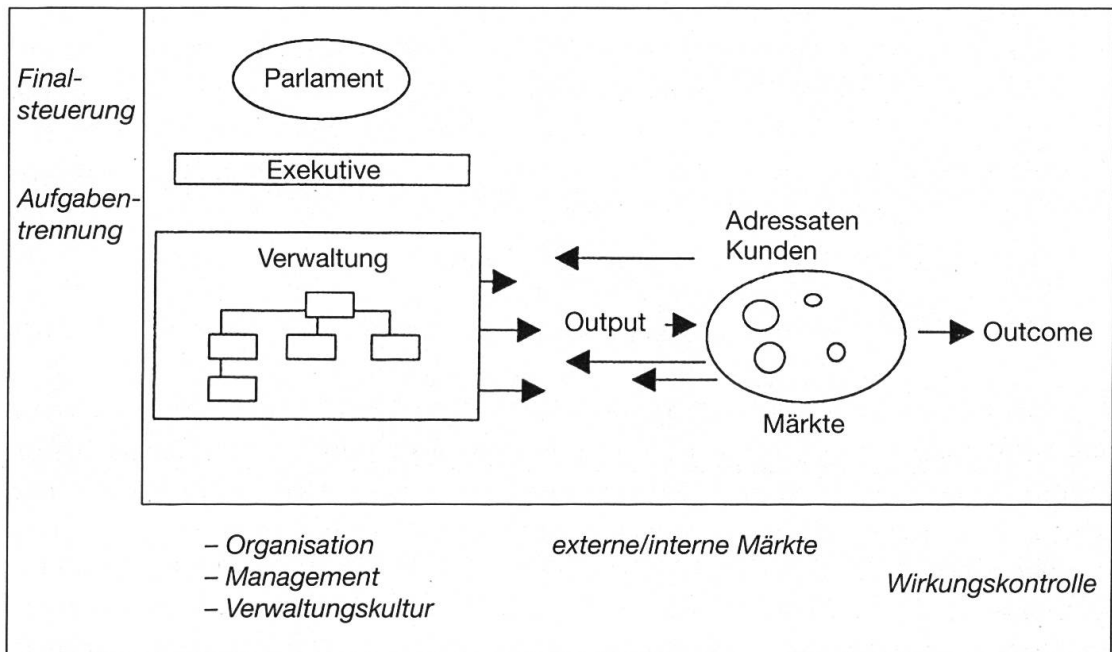 Final-
steuerung
Aufgaben-
trennung
Parlament
Exekutive
Verwaltung
Output
Adressaten
Kunden
Märkte
Outcome
– Organisation
– Management
– Verwaltungskultur
externe/interne Märkte
Wirkungskontrolle